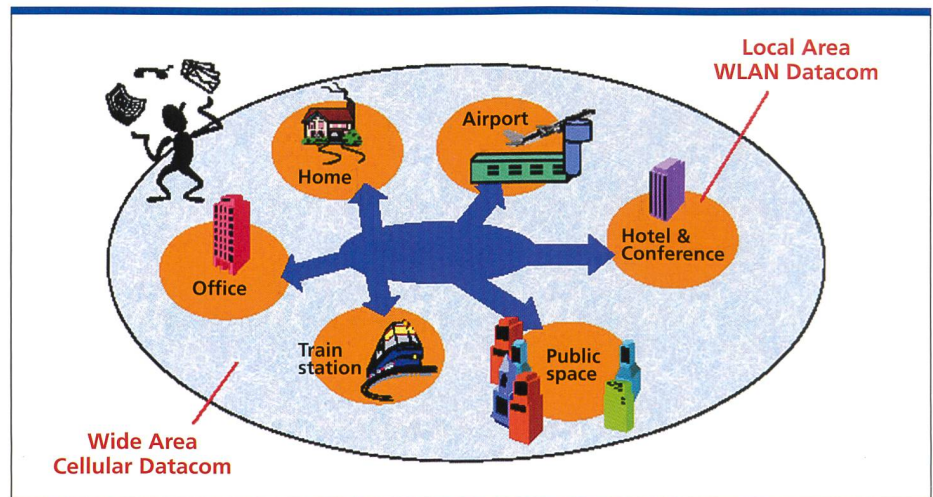 Local Area
WLAN Datacom
Airport
Home
Hotel &
Conference
Office
Train
station
Public
space
Wide Area
Cellular Datacom